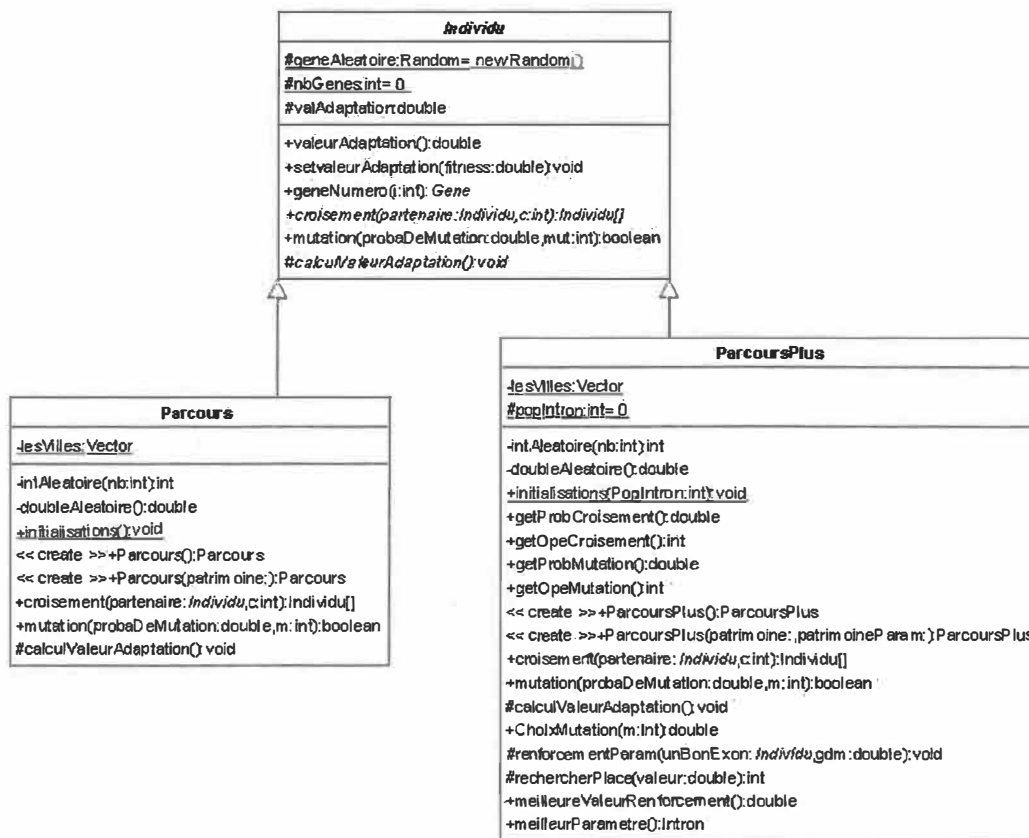 Individu
#geneAleatoire:Random= newRandom()
#nbGenes:int= 0
#valAdaptation:double
+valeurAdaptation():double
+setvaleurAdaptation(fitness:double):void
+geneNumero(i:int): Gene
+croisement(partenaire:Individu,c:int):Individu[]
+mutation(probaDeMutation:double,mut:int):boolean
#calculValeurAdaptation():void
Parcours
-lesVilles:Vector
-intAleatoire(nb:int):int
-doubleAleatoire():double
+initialisations():void
<< create >>+Parcours():Parcours
<< create >>+Parcours(patrimoine:):Parcours
+croisement(partenaire: Individu,c:int):Individu[]
+mutation(probaDeMutation:double,m:int):boolean
#calculValeurAdaptation():void
ParcoursPlus
-lesVilles:Vector
#popIntron:int= 0
-intAleatoire(nb:int):int
-doubleAleatoire():double
+initialisations(PopIntron:int):void
+getProbCroisement():double
+getOpeCroisement():int
+getProbMutation():double
+getOpeMutation():int
<< create >>+ParcoursPlus():ParcoursPlus
<< create >>+ParcoursPlus(patrimoine: ,patrimoineParam:):ParcoursPlus
+croisement(partenaire: Individu,c:int):Individu[]
+mutation(probaDeMutation:double,m:int):boolean
#calculValeurAdaptation():void
+ChoixMutation(m:int):double
#renforcementParam(unBonExon: Individu,gdm:double):void
#rechercherPlace(valeur:double):int
+meilleureValeurRenforcement():double
+meilleurParametre():Intron